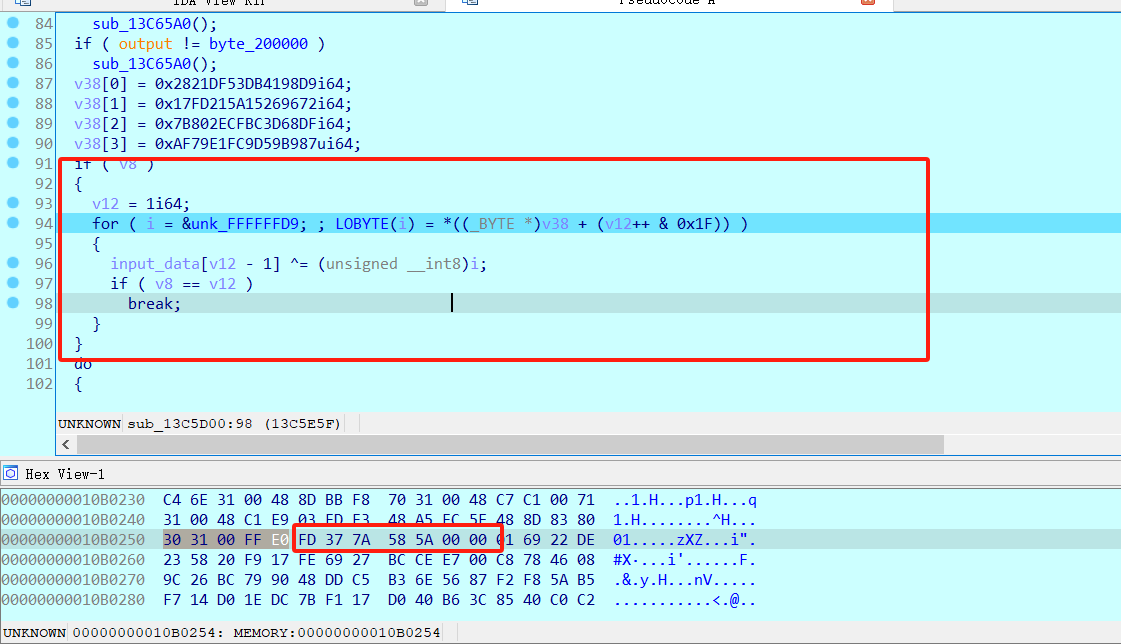 IDA View-RIP Pseudocode-A
84 sub_13C65A0();
85 if ( output != byte_200000 )
86 sub_13C65A0();
87 v38[0] = 0x2821DF53DB4198D9i64;
88 v38[1] = 0x17FD215A15269672i64;
89 v38[2] = 0x7B802ECFBC3D68DFi64;
90 v38[3] = 0xAF79E1FC9D59B987ui64;
91 if ( v8 )
92 {
93 v12 = 1i64;
94 for ( i = &unk_FFFFFFD9; ; LOBYTE(i) = *((_BYTE *)v38 + (v12++ & 0x1F)) )
95 {
96 input_data[v12 - 1] ^= (unsigned __int8)i;
97 if ( v8 == v12 )
98 break;
99 }
100 }
101 do
102 {
UNKNOWN sub_13C5D00:98 (13C5E5F)
Hex View-1
00000000010B0230 C4 6E 31 00 48 8D BB F8 70 31 00 48 C7 C1 00 71 ..1.H...p1.H...q
00000000010B0240 31 00 48 C1 E9 03 FD F3 48 A5 FC 5E 48 8D 83 80 1.H........^H...
00000000010B0250 30 31 00 FF E0 FD 37 7A 58 5A 00 00 01 69 22 DE 01.....zXZ...i".
00000000010B0260 23 58 20 F9 17 FE 69 27 BC CE E7 00 C8 78 46 08 #X-...i'......F.
00000000010B0270 9C 26 BC 79 90 48 DD C5 B3 6E 56 87 F2 F8 5A B5 .&.y.H...nV.....
00000000010B0280 F7 14 D0 1E DC 7B F1 17 D0 40 B6 3C 85 40 C0 C2 ...........<.@..
UNKNOWN 00000000010B0254: MEMORY:00000000010B0254